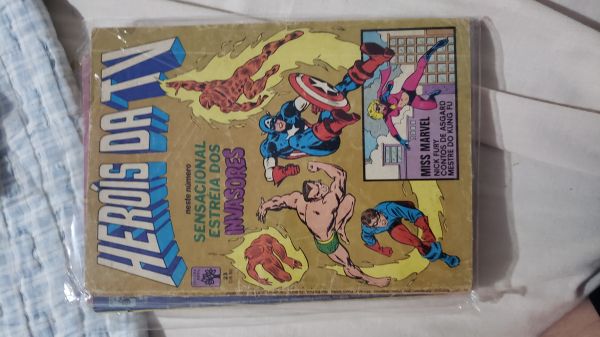 HERÓIS DA TV
neste número
SENSACIONAL
ESTREIA DOS
INVASORES
MISS MARVEL
NICK FURY
CONTOS DE ASGARD
MESTRE DO KUNG FU